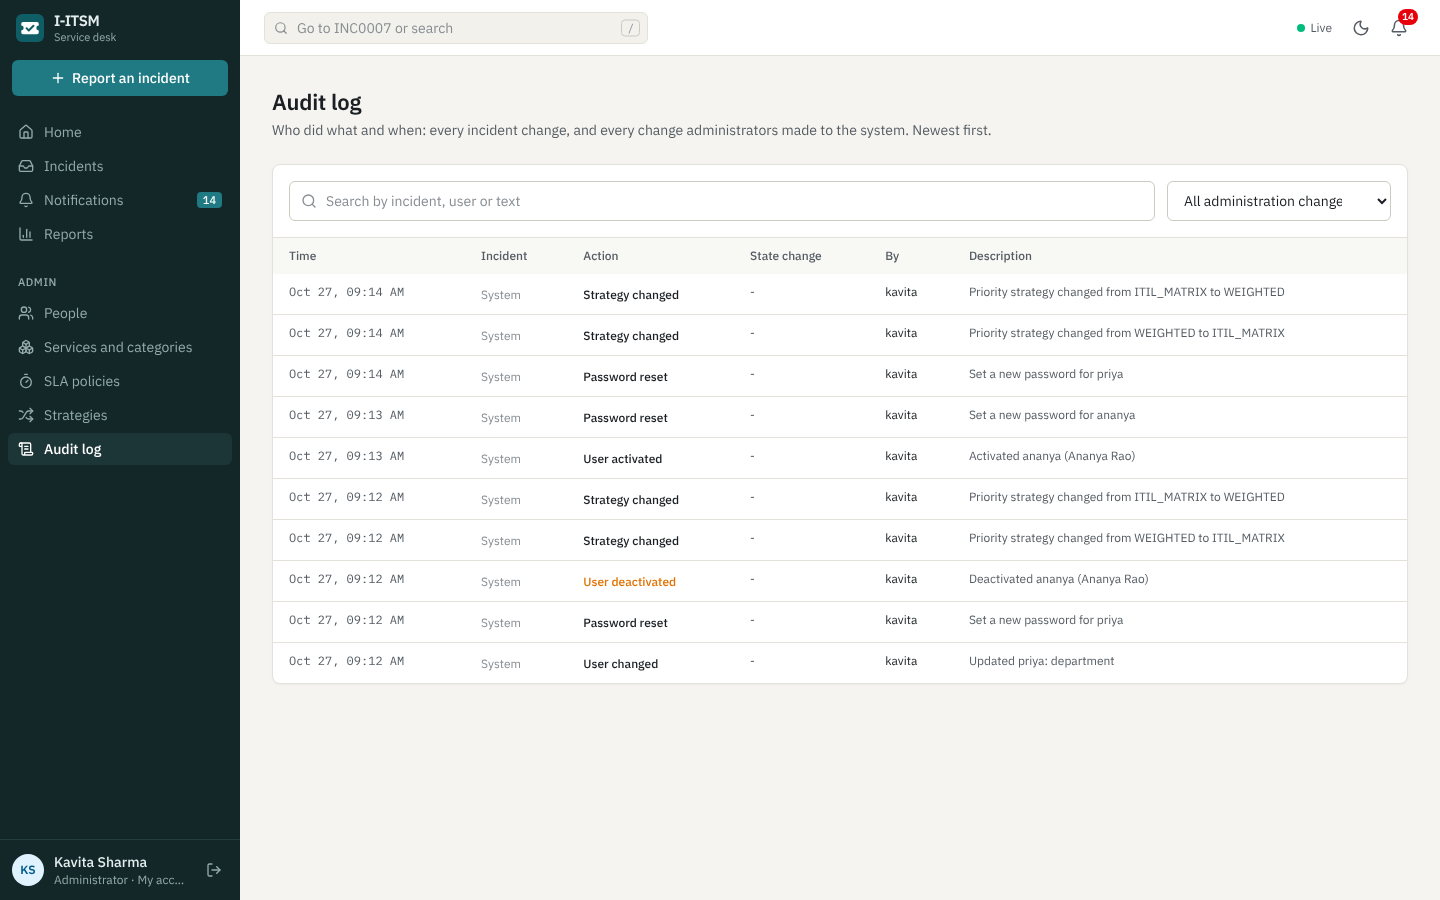 I-ITSM
Service desk
Report an incident
Home
Incidents
Notifications 14
Reports
ADMIN
People
Services and categories
SLA policies
Strategies
Audit log
Kavita Sharma
KS
Administrator · My acc...
Go to INC0007 or search /
Live
14
Audit log
Who did what and when: every incident change, and every change administrators made to the system. Newest first.
Search by incident, user or text
All administration change
Time Incident Action State change By Description
Oct 27, 09:14 AM System Strategy changed - kavita Priority strategy changed from ITIL_MATRIX to WEIGHTED
Oct 27, 09:14 AM System Strategy changed - kavita Priority strategy changed from WEIGHTED to ITIL_MATRIX
Oct 27, 09:14 AM System Password reset - kavita Set a new password for priya
Oct 27, 09:13 AM System Password reset - kavita Set a new password for ananya
Oct 27, 09:13 AM System User activated - kavita Activated ananya (Ananya Rao)
Oct 27, 09:12 AM System Strategy changed - kavita Priority strategy changed from ITIL_MATRIX to WEIGHTED
Oct 27, 09:12 AM System Strategy changed - kavita Priority strategy changed from WEIGHTED to ITIL_MATRIX
Oct 27, 09:12 AM System User deactivated - kavita Deactivated ananya (Ananya Rao)
Oct 27, 09:12 AM System Password reset - kavita Set a new password for priya
Oct 27, 09:12 AM System User changed - kavita Updated priya: department